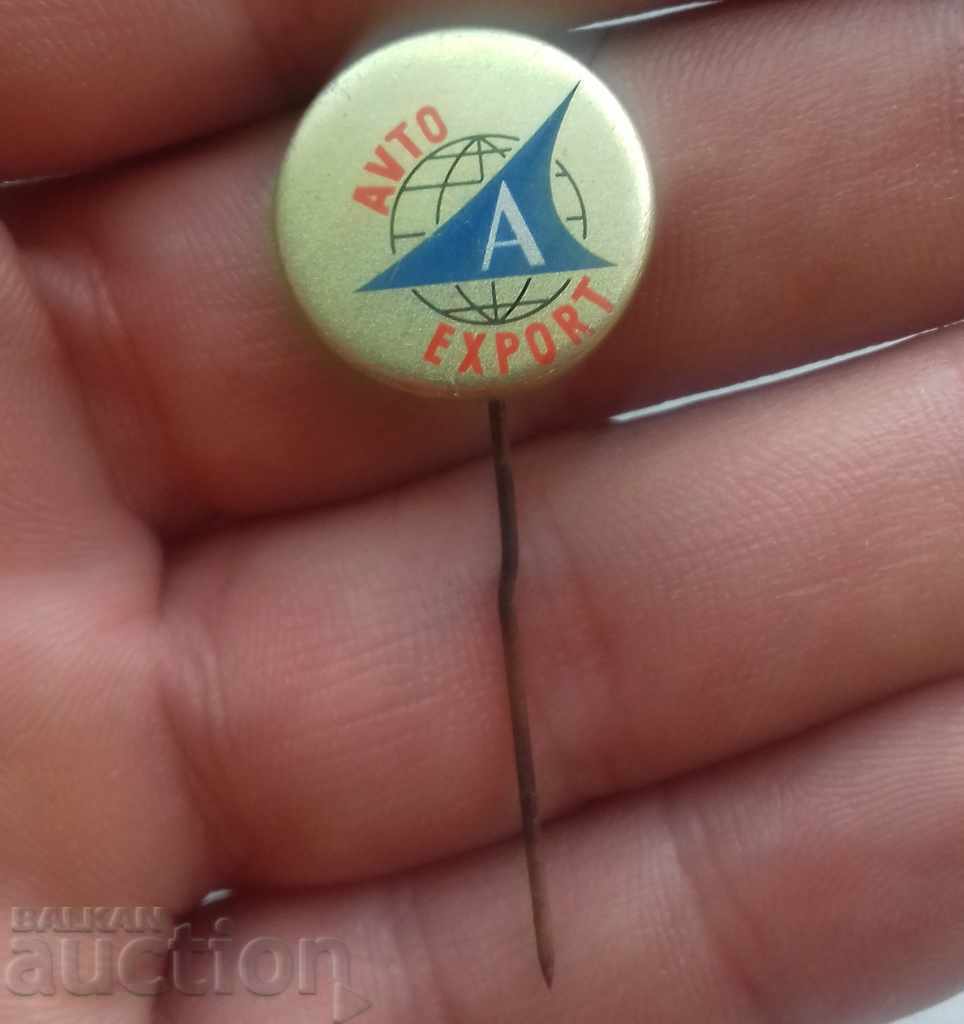 AVTO
A
EXPORT
BALKAN
auction